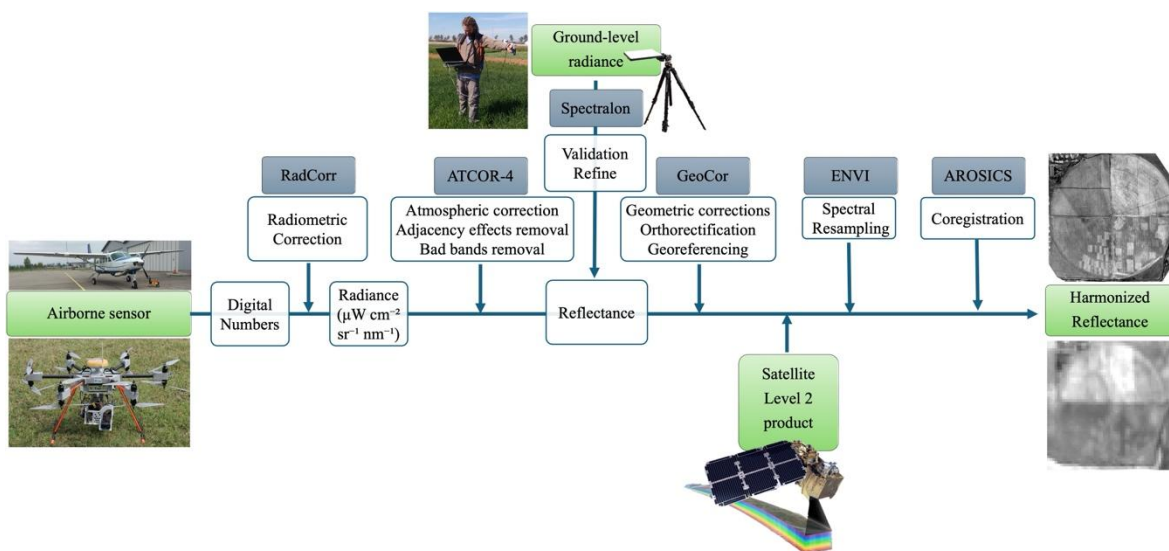 Ground-level
radiance
Spectralon
Validation
Refine
RadCorr
Radiometric
Correction
ATCOR-4
Atmospheric correction
Adjacency effects removal
Bad bands removal
GeoCor
Geometric corrections
Orthorectification
Georeferencing
ENVI
Spectral
Resampling
AROSICS
Coregistration
Airborne sensor
Digital
Numbers
Radiance
(μW cm⁻²
sr⁻¹ nm⁻¹)
Reflectance
Harmonized
Reflectance
Satellite
Level 2
product